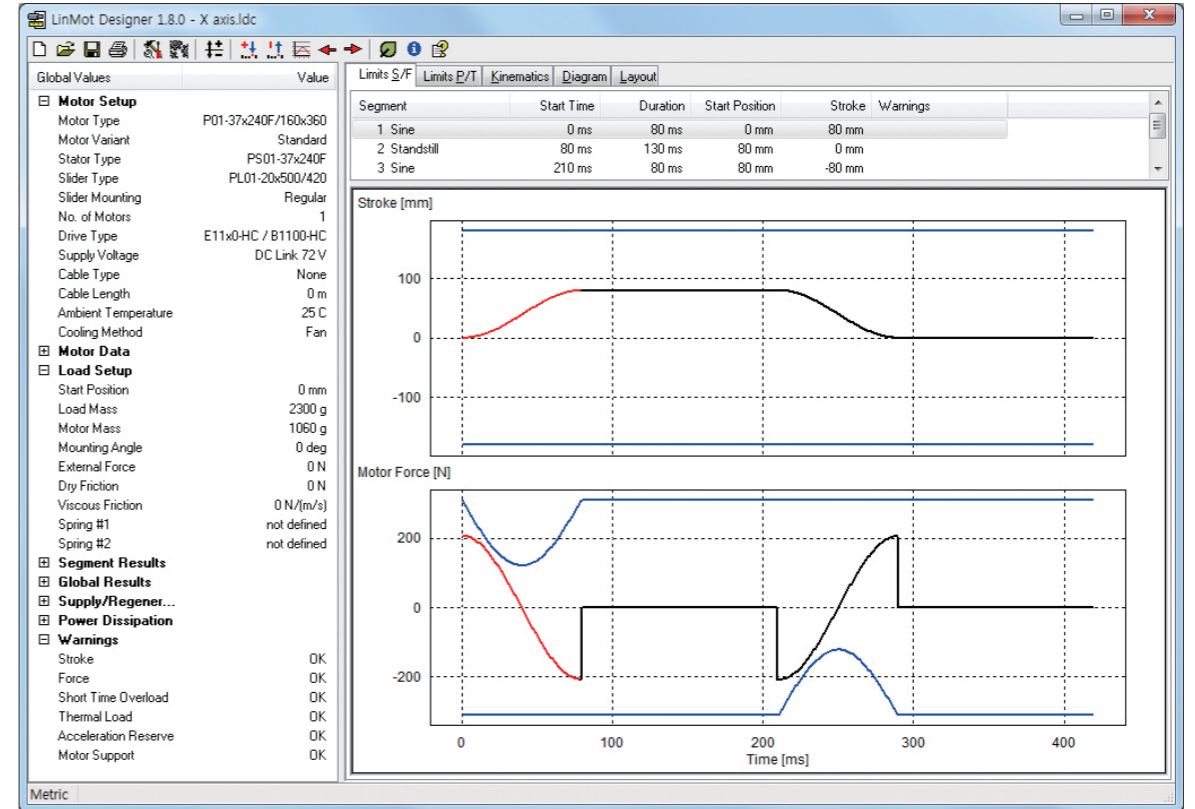 LinMot Designer 1.8.0 - X axis.ldc
Global Values Value
Motor Setup
Motor Type P01-37x240F/160x360
Motor Variant Standard
Stator Type PS01-37x240F
Slider Type PL01-20x500/420
Slider Mounting Regular
No. of Motors 1
Drive Type E11x0-HC / B1100-HC
Supply Voltage DC Link 72 V
Cable Type None
Cable Length 0 m
Ambient Temperature 25 C
Cooling Method Fan
Motor Data
Load Setup
Start Position 0 mm
Load Mass 2300 g
Motor Mass 1060 g
Mounting Angle 0 deg
External Force 0 N
Dry Friction 0 N
Viscous Friction 0 N/(m/s)
Spring #1 not defined
Spring #2 not defined
Segment Results
Global Results
Supply/Regener...
Power Dissipation
Warnings
Stroke OK
Force OK
Short Time Overload OK
Thermal Load OK
Acceleration Reserve OK
Motor Support OK
Limits S/F Limits P/T Kinematics Diagram Layout
Segment Start Time Duration Start Position Stroke Warnings
1 Sine 0 ms 80 ms 0 mm 80 mm
2 Standstill 80 ms 130 ms 80 mm 0 mm
3 Sine 210 ms 80 ms 80 mm -80 mm
Stroke [mm]
100
0
-100
Motor Force [N]
200
0
-200
0 100 200 300 400
Time [ms]
Metric